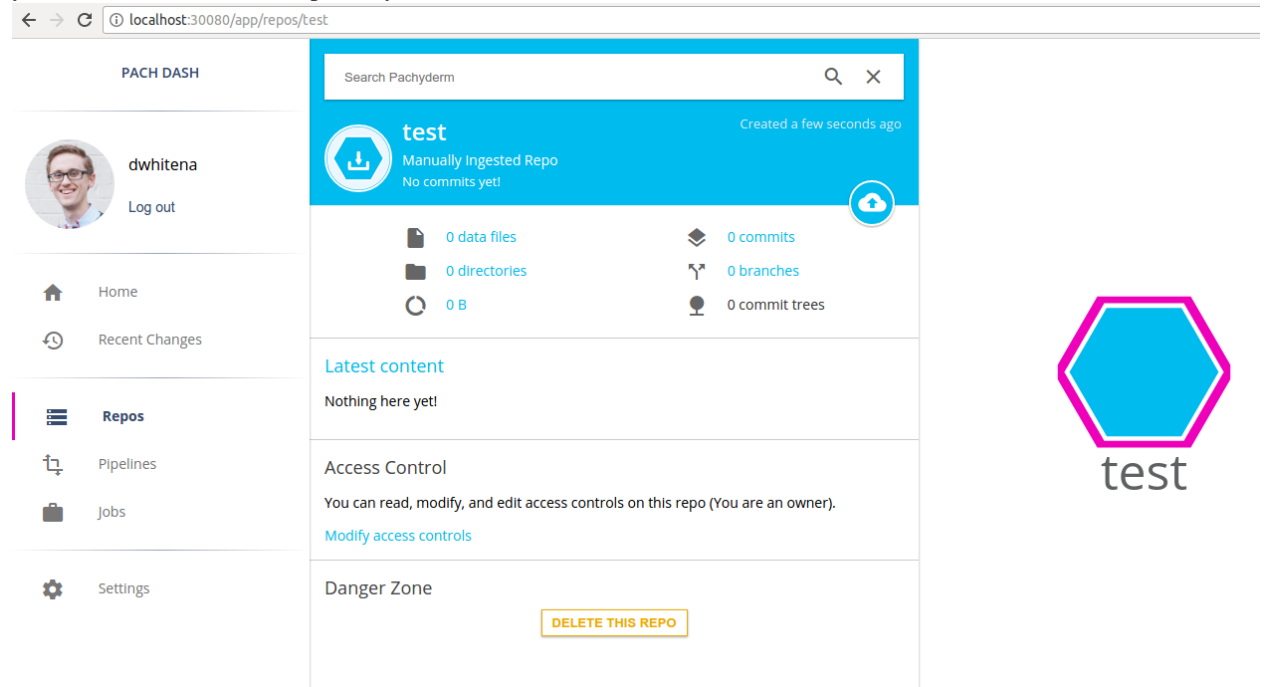 localhost:30080/app/repos/test
PACH DASH
dwhitena
Log out
Home
Recent Changes
Repos
Pipelines
Jobs
Settings
Search Pachyderm
Created a few seconds ago
test
Manually Ingested Repo
No commits yet!
0 data files
0 commits
0 directories
0 branches
0 B
0 commit trees
Latest content
Nothing here yet!
Access Control
You can read, modify, and edit access controls on this repo (You are an owner).
Modify access controls
Danger Zone
DELETE THIS REPO
test